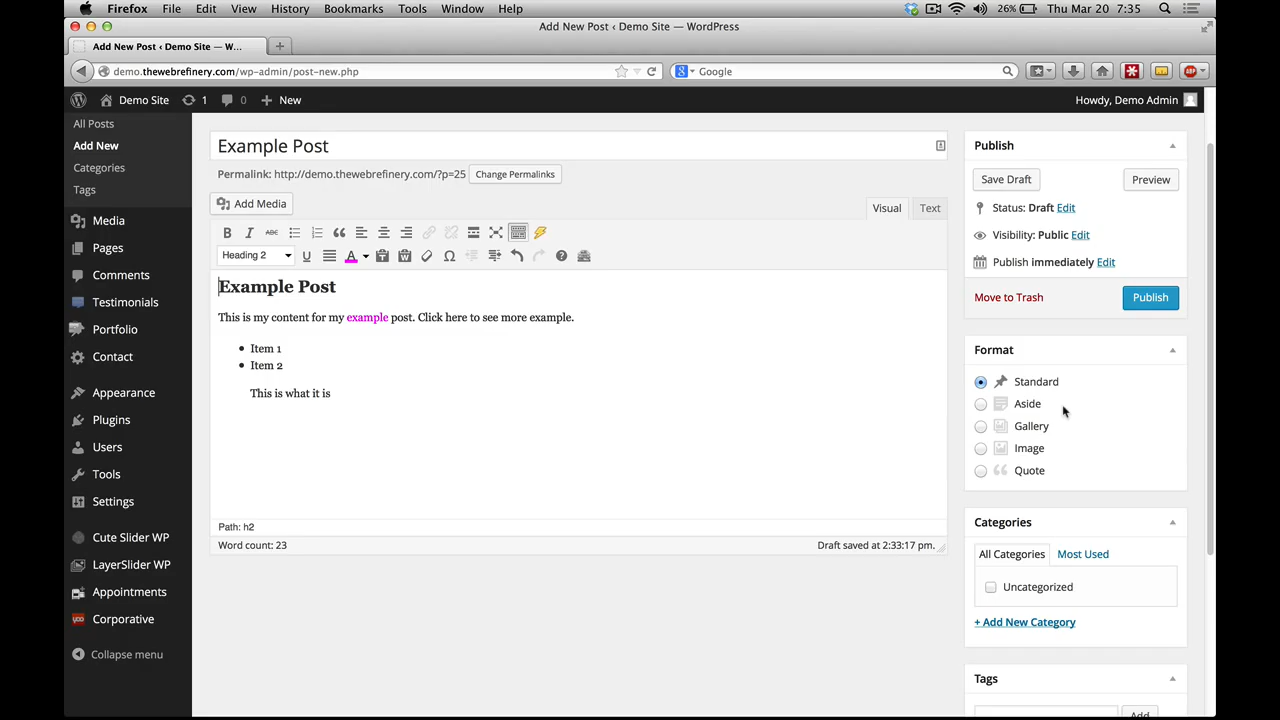 Firefox File Edit View History Bookmarks Tools Window Help 26% Thu Mar 20 7:35
Add New Post ‹ Demo Site — WordPress
Add New Post ‹ Demo Site — W...
demo.thewebrefinery.com/wp-admin/post-new.php Google
Demo Site 1 0 New Howdy, Demo Admin
All Posts
Add New
Categories
Tags
Media
Pages
Comments
Testimonials
Portfolio
Contact
Appearance
Plugins
Users
Tools
Settings
Cute Slider WP
LayerSlider WP
Appointments
Corporative
Collapse menu
Example Post
Permalink: http://demo.thewebrefinery.com/?p=25 Change Permalinks
Add Media
Visual Text
B I ABC
Heading 2 U A
Example Post
This is my content for my example post. Click here to see more example.
Item 1
Item 2
This is what it is
Path: h2
Word count: 23 Draft saved at 2:33:17 pm.
Publish
Save Draft Preview
Status: Draft Edit
Visibility: Public Edit
Publish immediately Edit
Move to Trash Publish
Format
Standard
Aside
Gallery
Image
Quote
Categories
All Categories Most Used
Uncategorized
+ Add New Category
Tags
Add